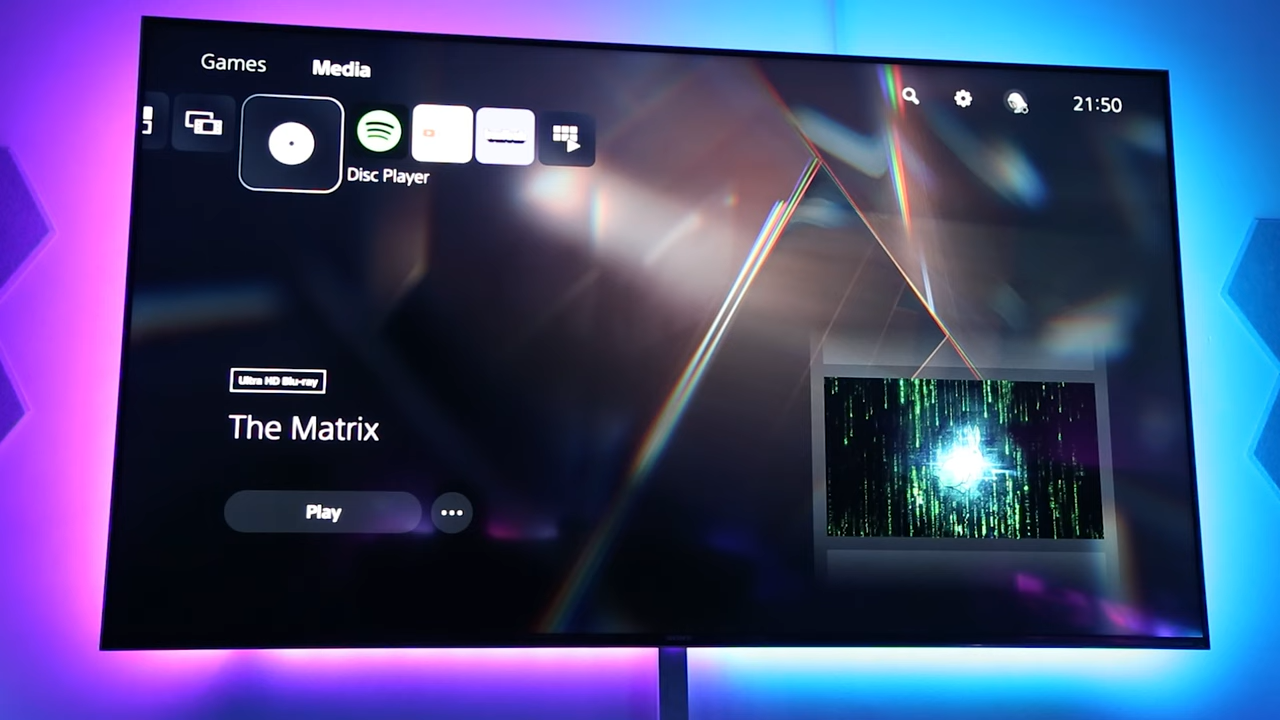 Games
Media
21:50
Disc Player
Ultra HD Blu-ray
The Matrix
Play